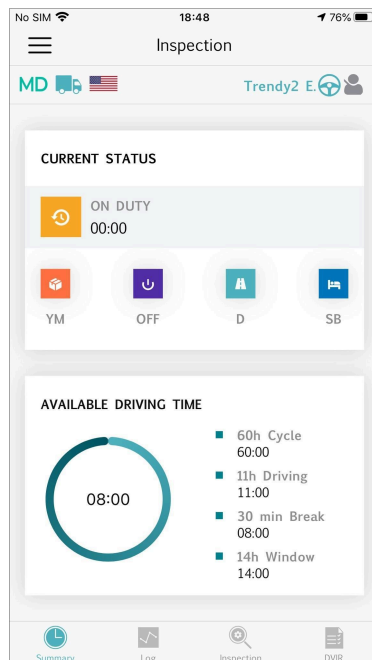 No SIM 18:48 76%
Inspection
MD Trendy2 E.
CURRENT STATUS
ON DUTY
00:00
YM OFF D SB
AVAILABLE DRIVING TIME
08:00
60h Cycle
60:00
11h Driving
11:00
30 min Break
08:00
14h Window
14:00
Summary Log Inspection DVIR